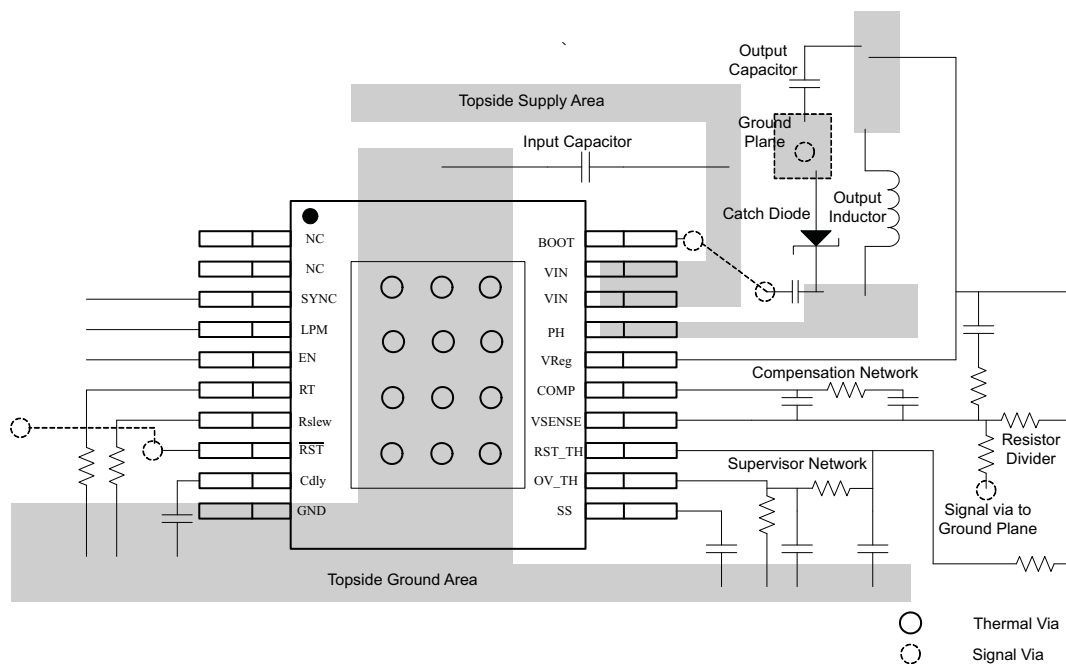 `
Output
Capacitor
Topside Supply Area
Ground
Plane
Input Capacitor
Output
Inductor
Catch Diode
NC
NC
SYNC
LPM
EN
RT
Rslew
RST
Cdly
GND
BOOT
VIN
VIN
PH
VReg
COMP
VSENSE
RST_TH
OV_TH
SS
Compensation Network
Resistor
Divider
Supervisor Network
Signal via to
Ground Plane
Topside Ground Area
Thermal Via
Signal Via